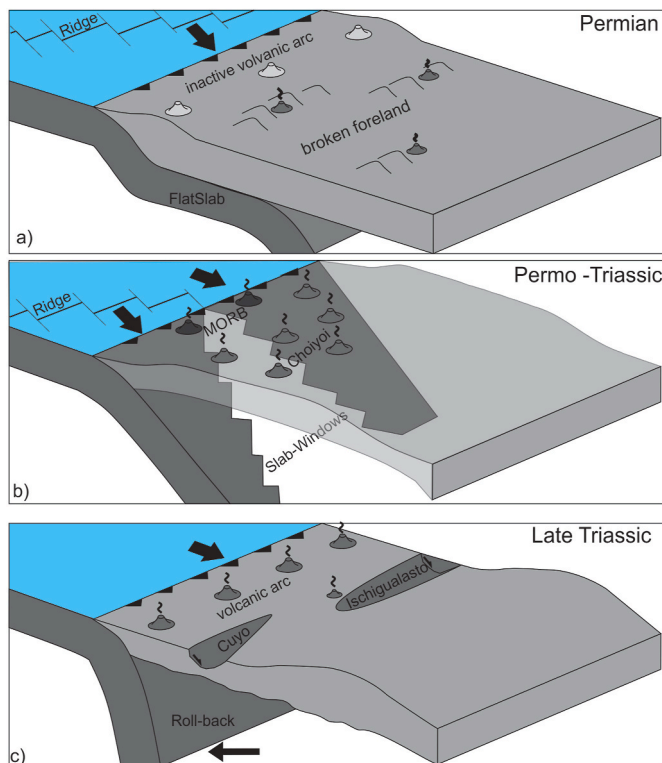 Permian
Ridge
inactive volcanic arc
broken foreland
FlatSlab
a)
Permo -Triassic
Ridge
MORB
Choiyoi
Slab-Windows
b)
Late Triassic
volcanic arc
Ischigualasto
Cuyo
Roll-back
c)